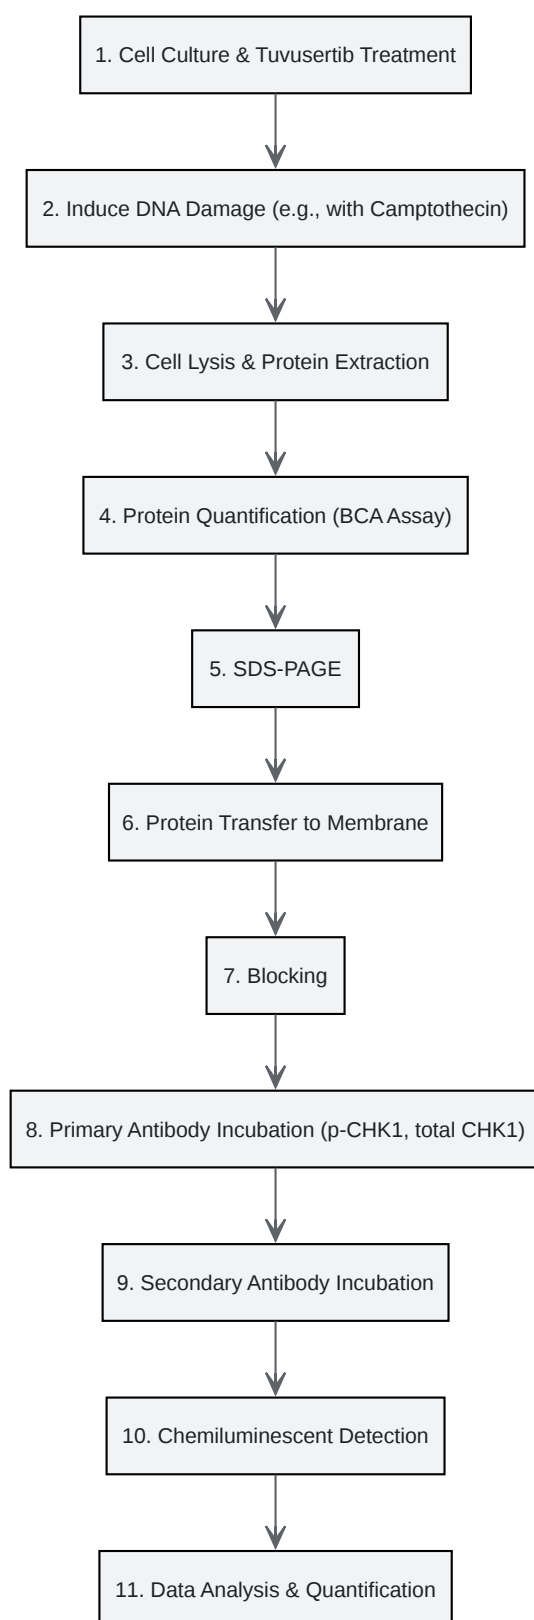 1. Cell Culture & Tuvusertib Treatment
2. Induce DNA Damage (e.g., with Camptothecin)
3. Cell Lysis & Protein Extraction
4. Protein Quantification (BCA Assay)
5. SDS-PAGE
6. Protein Transfer to Membrane
7. Blocking
8. Primary Antibody Incubation (p-CHK1, total CHK1)
9. Secondary Antibody Incubation
10. Chemiluminescent Detection
11. Data Analysis & Quantification